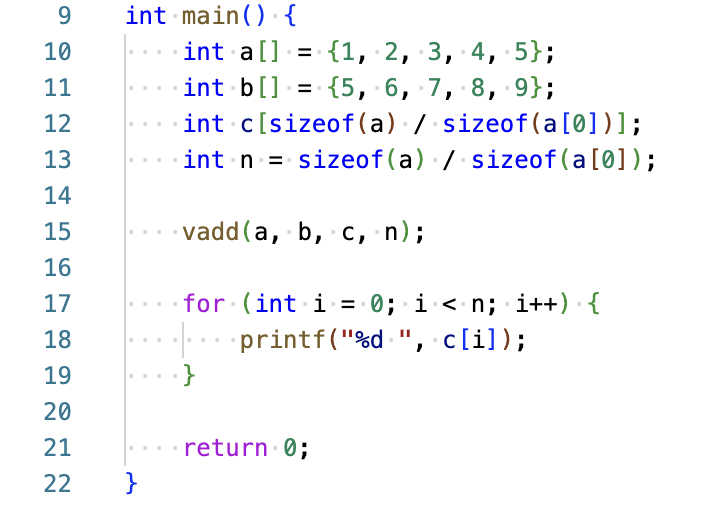 9 int main() {
10 int a[] = {1, 2, 3, 4, 5};
11 int b[] = {5, 6, 7, 8, 9};
12 int c[sizeof(a) / sizeof(a[0])];
13 int n = sizeof(a) / sizeof(a[0]);
14
15 vadd(a, b, c, n);
16
17 for (int i = 0; i < n; i++) {
18 printf("%d ", c[i]);
19 }
20
21 return 0;
22 }